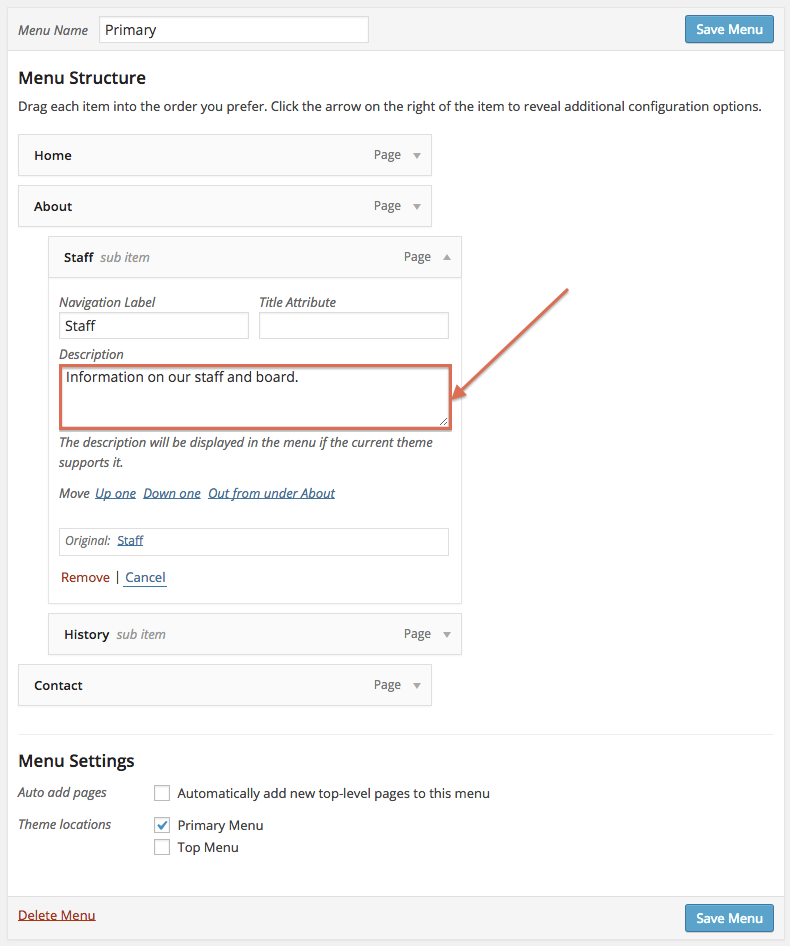 Menu Name Primary Save Menu
Menu Structure
Drag each item into the order you prefer. Click the arrow on the right of the item to reveal additional configuration options.
Home Page
About Page
Staff sub item Page
Navigation Label Title Attribute
Staff
Description
Information on our staff and board.
The description will be displayed in the menu if the current theme
supports it.
Move Up one Down one Out from under About
Original: Staff
Remove | Cancel
History sub item Page
Contact Page
Menu Settings
Auto add pages Automatically add new top-level pages to this menu
Theme locations Primary Menu
Top Menu
Delete Menu Save Menu